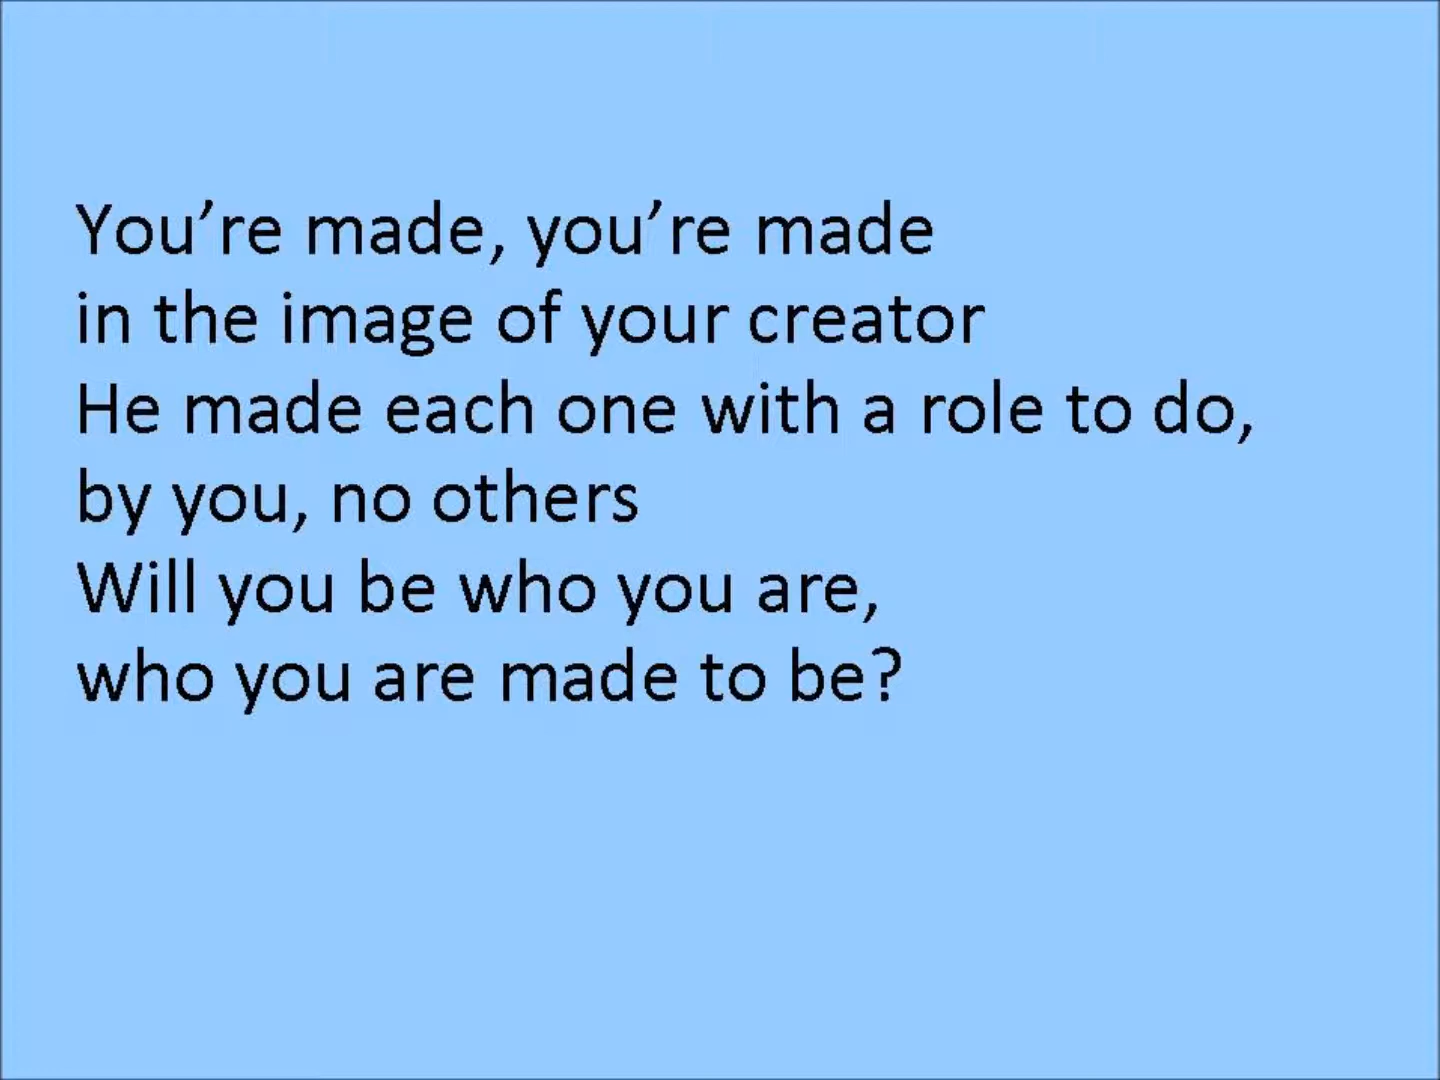 You’re made, you’re made
in the image of your creator
He made each one with a role to do,
by you, no others
Will you be who you are,
who you are made to be?